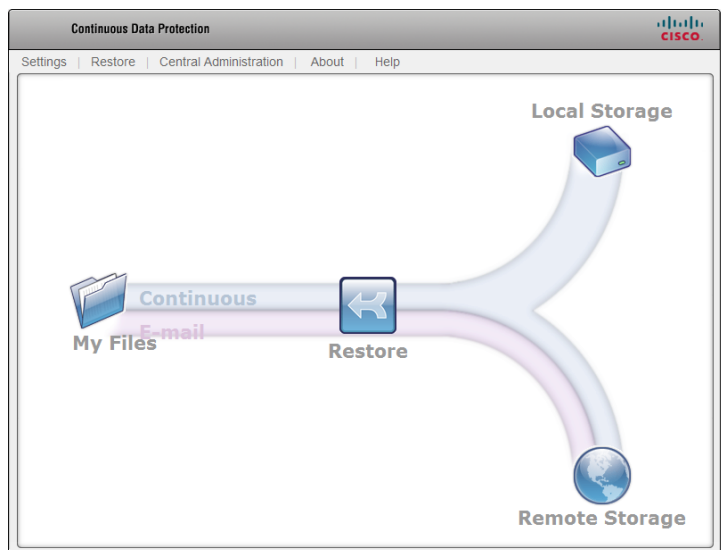 Continuous Data Protection
CISCO
Settings | Restore | Central Administration | About | Help
Local Storage
Continuous
E-mail
My Files
Restore
Remote Storage